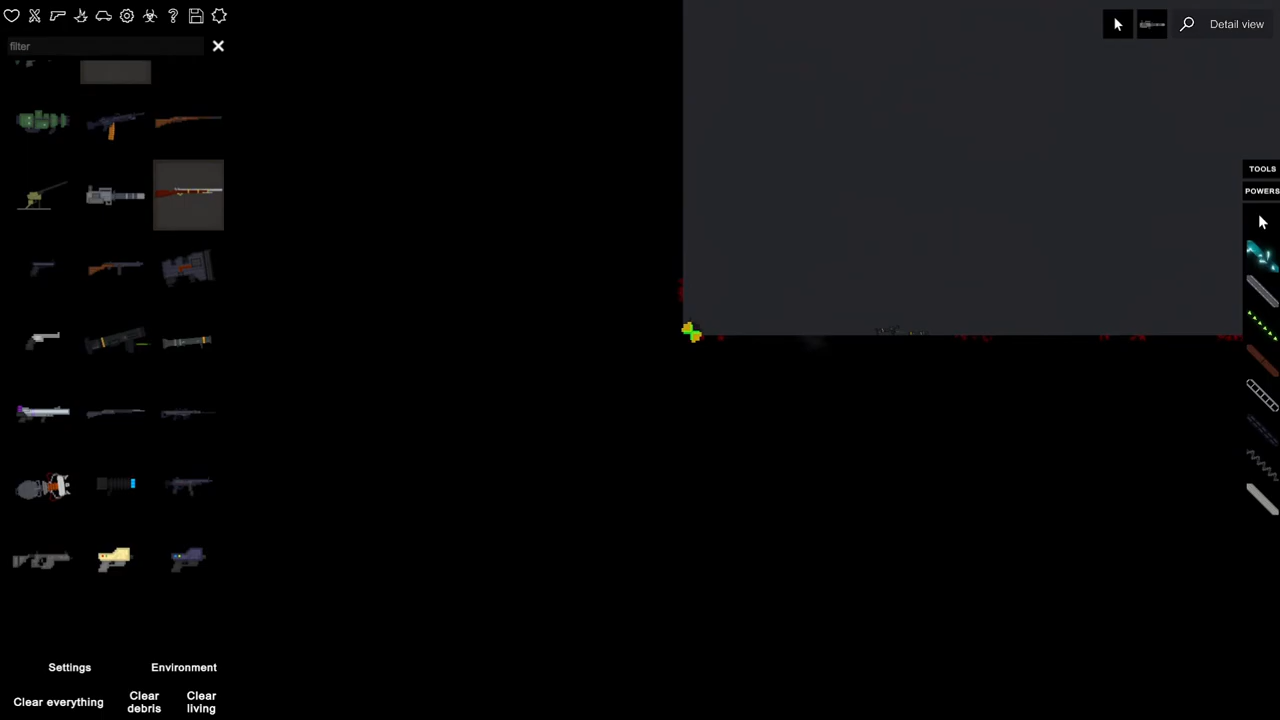 Detail view
filter
TOOLS
POWERS
Settings
Environment
Clear everything
Clear
debris
Clear
living